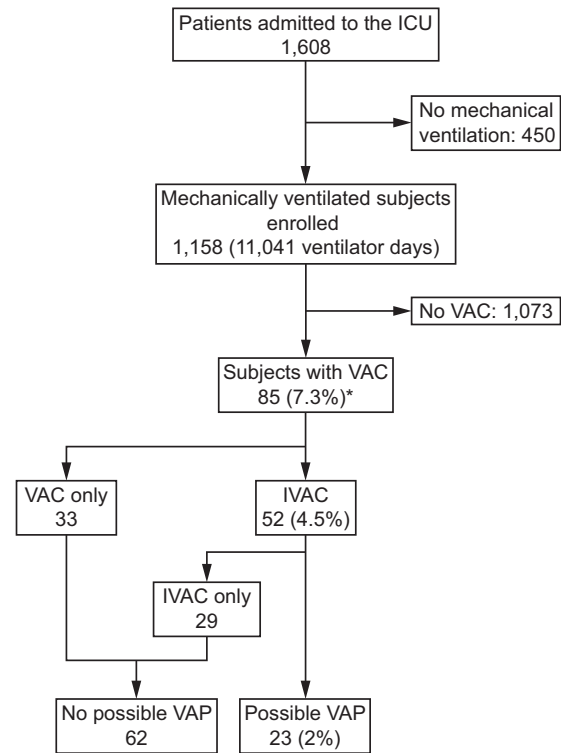 Patients admitted to the ICU
1,608
No mechanical
ventilation: 450
Mechanically ventilated subjects
enrolled
1,158 (11,041 ventilator days)
No VAC: 1,073
Subjects with VAC
85 (7.3%)*
VAC only
33
IVAC
52 (4.5%)
IVAC only
29
No possible VAP
62
Possible VAP
23 (2%)